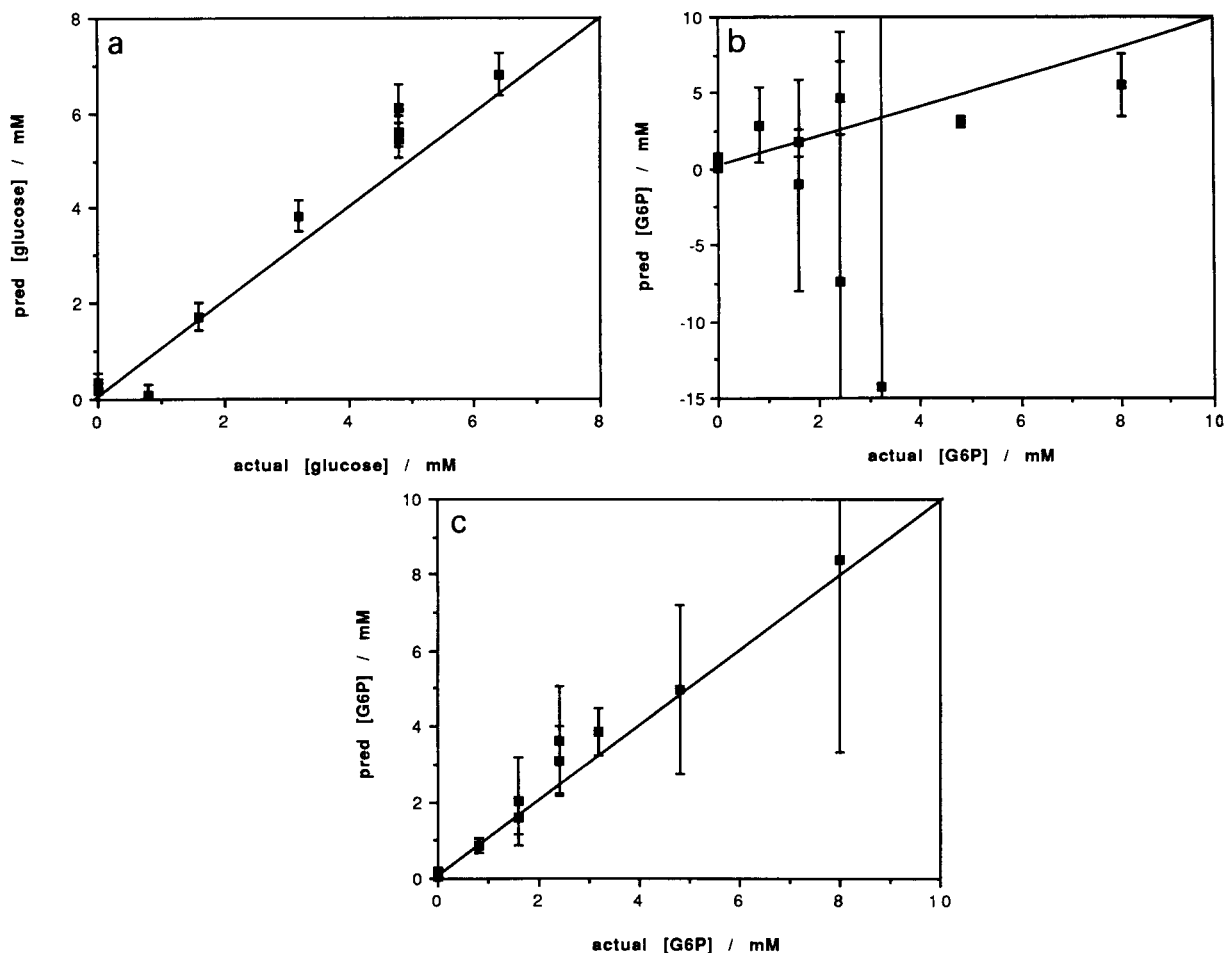 a
8
6
4
2
0
pred [glucose] / mM
0 2 4 6 8
actual [glucose] / mM
b
10
5
0
-5
-10
-15
pred [G6P] / mM
0 2 4 6 8 10
actual [G6P] / mM
c
10
8
6
4
2
0
pred [G6P] / mM
0 2 4 6 8 10
actual [G6P] / mM